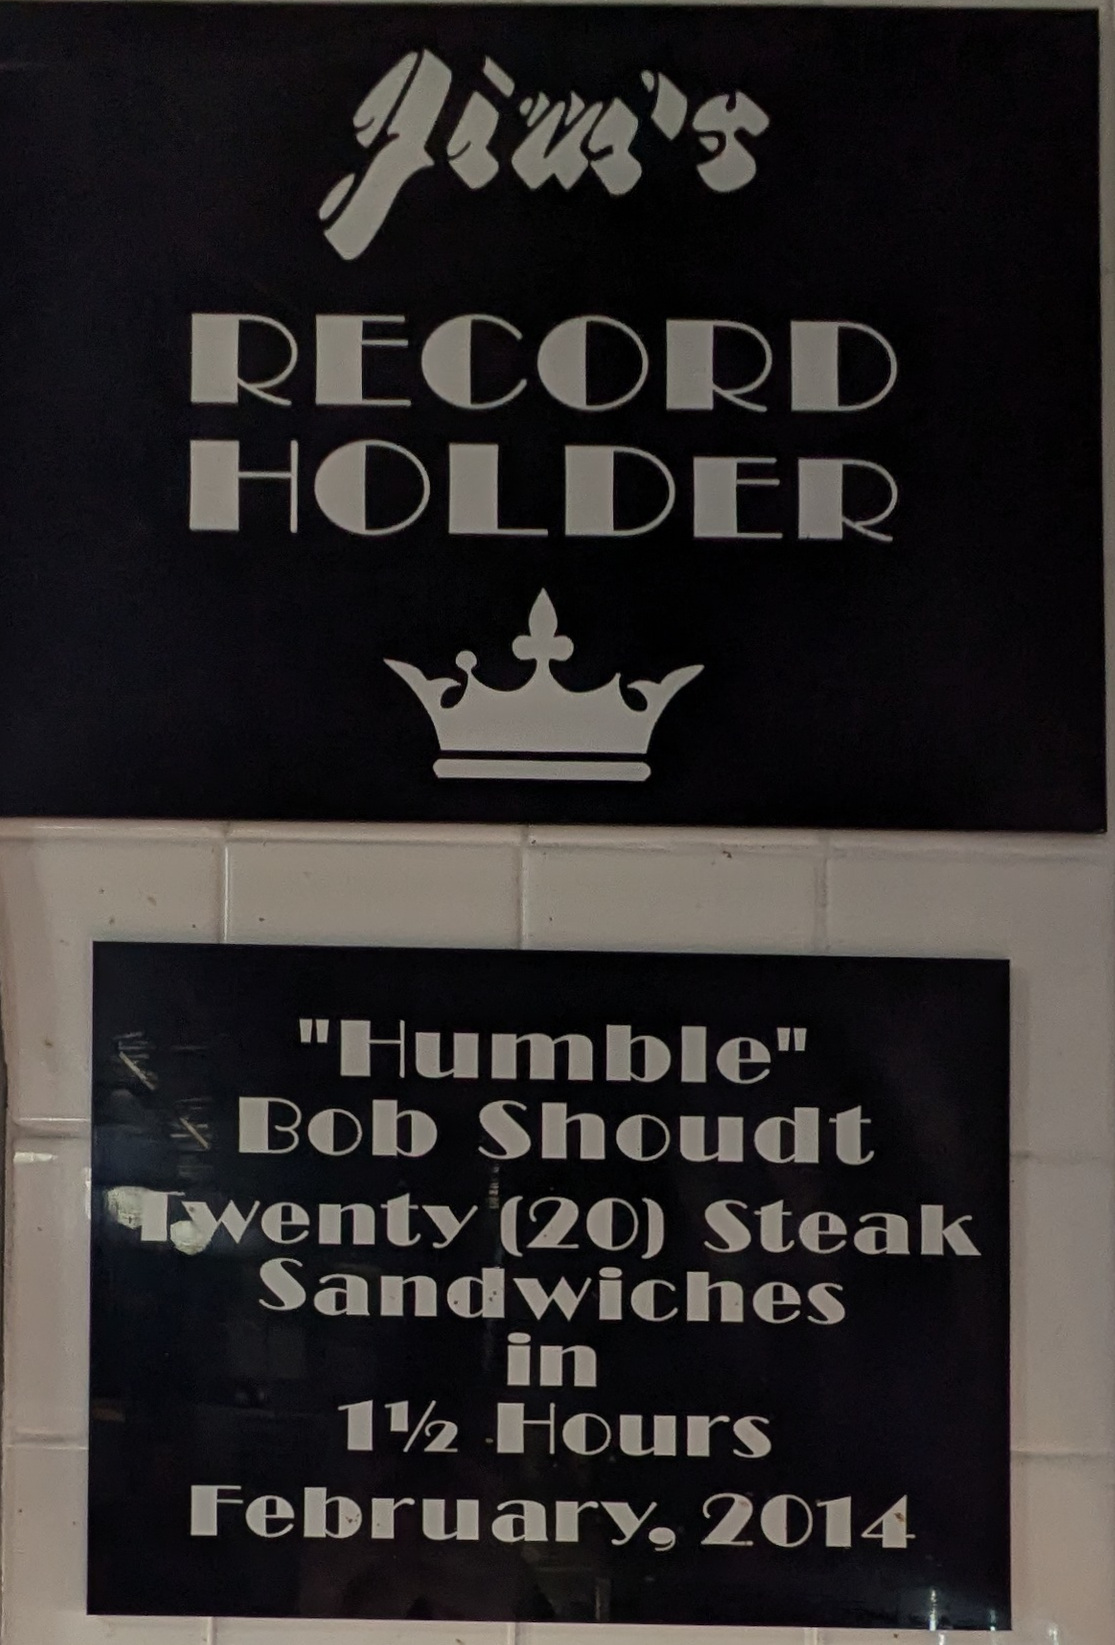 Jim's
RECORD
HOLDER
"Humble"
Bob Shoudt
Twenty (20) Steak
Sandwiches
in
1½ Hours
February, 2014